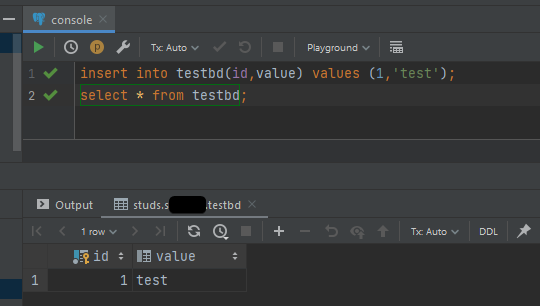 console
Tx: Auto
Playground
1 insert into testbd(id,value) values (1,'test');
2 select * from testbd;
Output
studs.s .testbd
1 row
Tx: Auto
DDL
id value
1 1 test